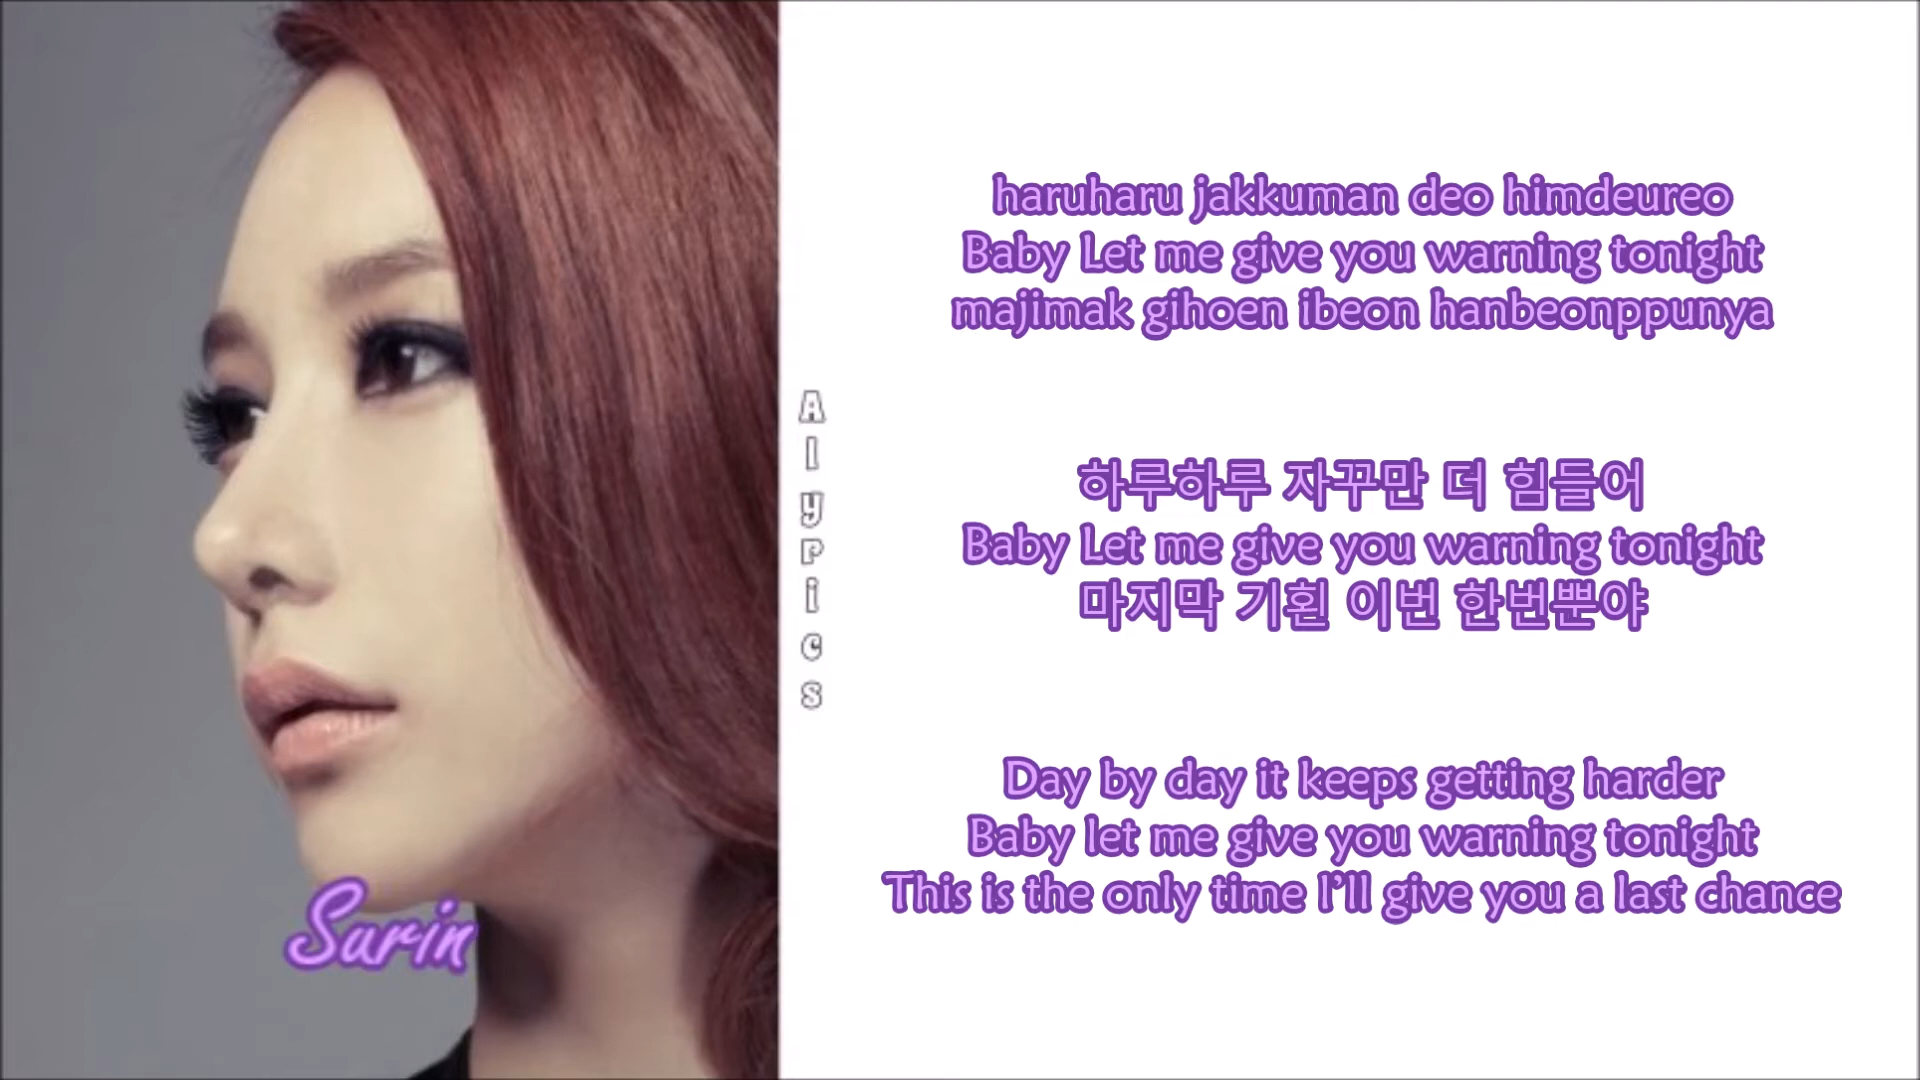 Surin
Alypics
haruharu jakkuman deo himdeureo
Baby Let me give you warning tonight
majimak gihoen ibeon hanbeonppunya
하루하루 자꾸만 더 힘들어
Baby Let me give you warning tonight
마지막 기횐 이번 한번뿐야
Day by day it keeps getting harder
Baby let me give you warning tonight
This is the only time I'll give you a last chance